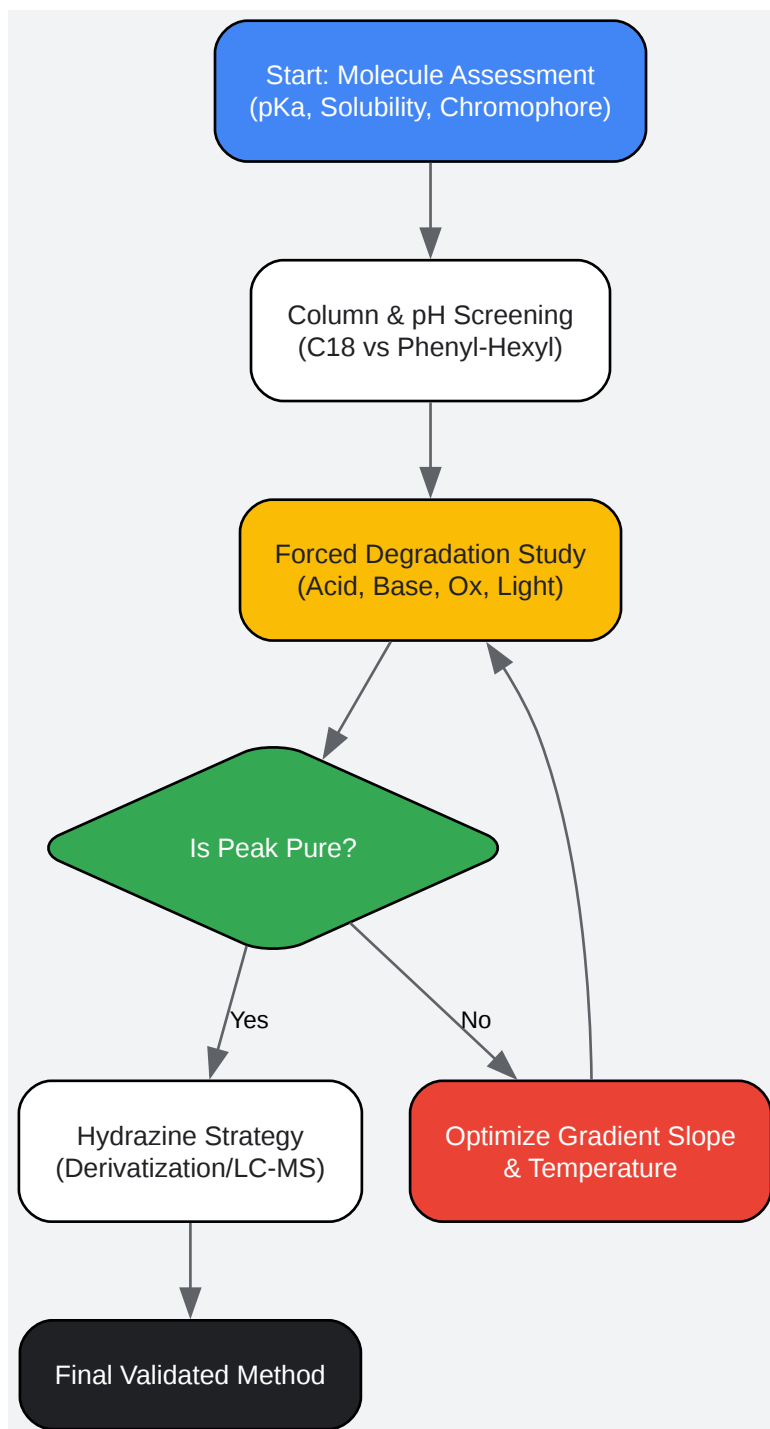 Start: Molecule Assessment
(pKa, Solubility, Chromophore)
Column & pH Screening
(C18 vs Phenyl-Hexyl)
Forced Degradation Study
(Acid, Base, Ox, Light)
Is Peak Pure?
Yes
No
Hydrazine Strategy
(Derivatization/LC-MS)
Optimize Gradient Slope
& Temperature
Final Validated Method